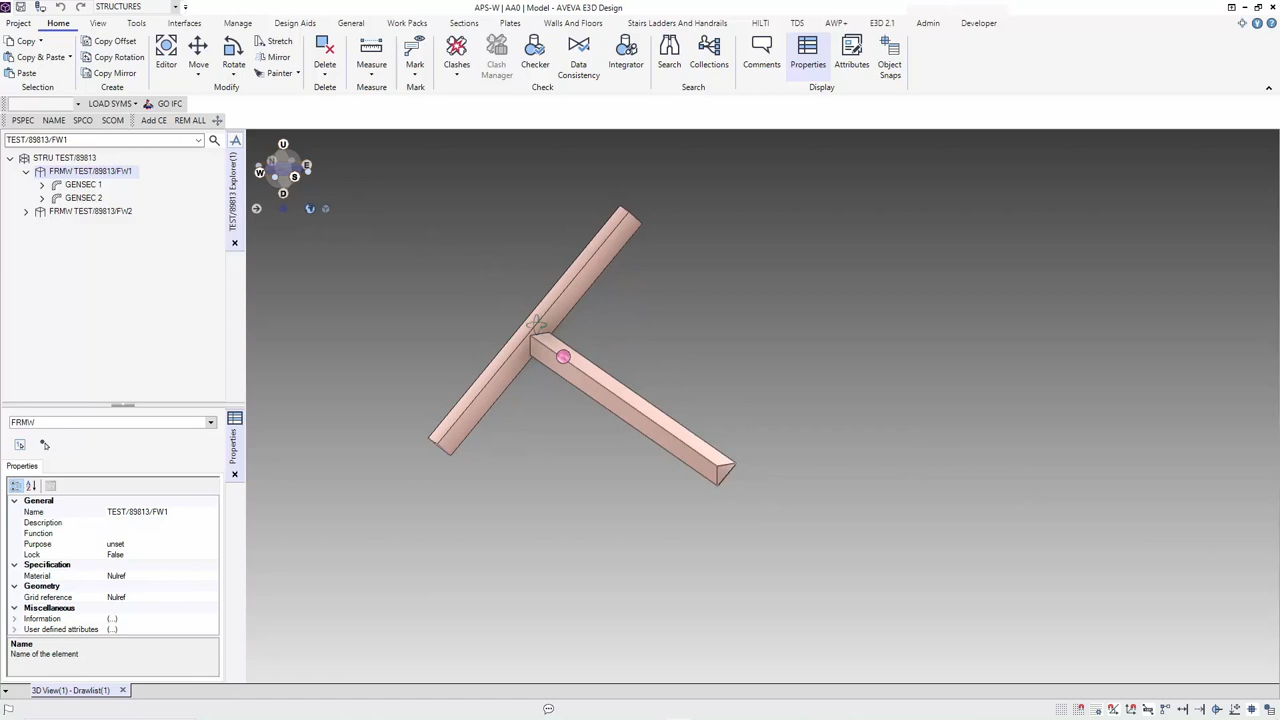 STRUCTURES
APS-W | AA0 | Model - AVEVA E3D Design
Project Home View Tools Interfaces Manage Design Aids General Work Packs Sections Plates Walls And Floors Stairs Ladders And Handrails HILTI TDS AWP+ E3D 2.1 Admin Developer
Copy Copy & Paste Paste
Selection
Copy Offset Copy Rotation Copy Mirror
Create
Editor Move Rotate Stretch Mirror Painter
Modify
Delete
Delete
Measure
Measure
Mark
Mark
Clashes Clash Manager Checker Data Consistency Integrator
Check
Search Collections
Search
Comments Properties Attributes Object Snaps
Display
LOAD SYMS GO IFC
PSPEC NAME SPCO SCOM Add CE REM ALL
TEST/89813/FW1
STRU TEST/89813
FRMW TEST/89813/FW1
GENSEC 1
GENSEC 2
FRMW TEST/89813/FW2
TEST/89813 Explorer(1)
U
N E
W S
D
FRMW
Properties
Properties
General
Name TEST/89813/FW1
Description
Function
Purpose unset
Lock False
Specification
Material Nulref
Geometry
Grid reference Nulref
Miscellaneous
Information (...)
User defined attributes (...)
Name
Name of the element
3D View(1) - Drawlist(1)